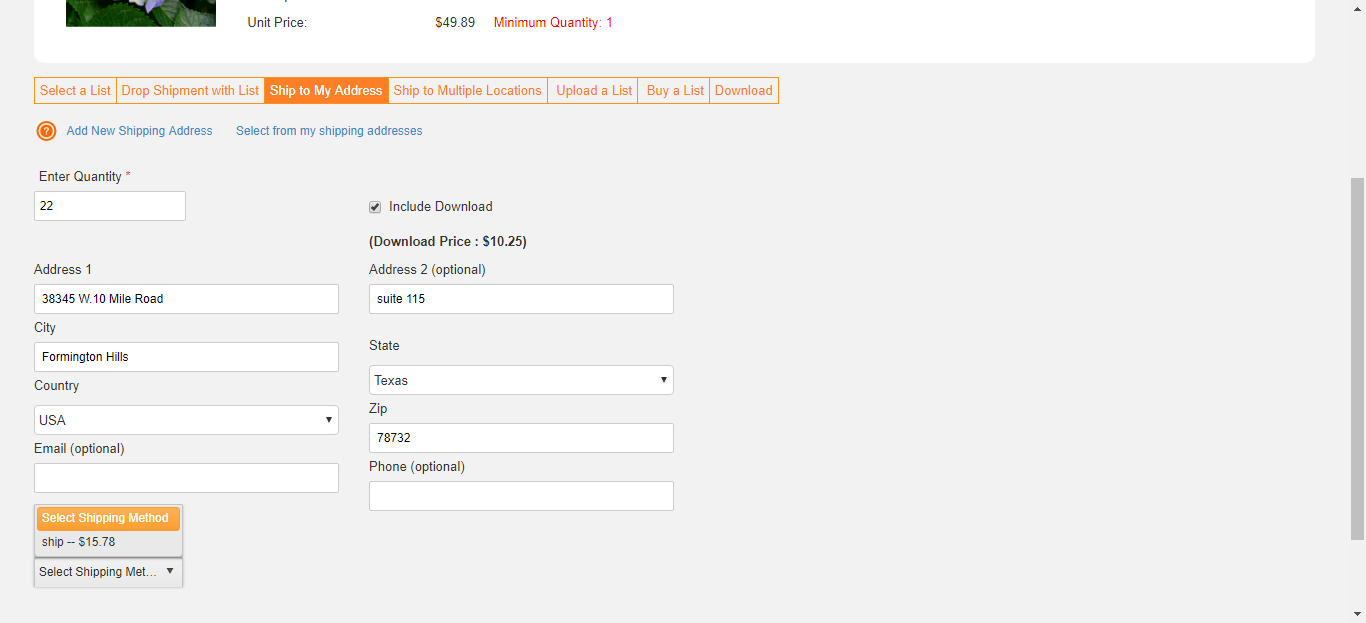 Unit Price: $49.89 Minimum Quantity: 1
Select a List Drop Shipment with List Ship to My Address Ship to Multiple Locations Upload a List Buy a List Download
? Add New Shipping Address Select from my shipping addresses
Enter Quantity *
22
Include Download
(Download Price : $10.25)
Address 1
Address 2 (optional)
38345 W.10 Mile Road
suite 115
City
Formington Hills
State
Texas
Country
USA
Zip
78732
Email (optional)
Phone (optional)
Select Shipping Method
ship -- $15.78
Select Shipping Met...